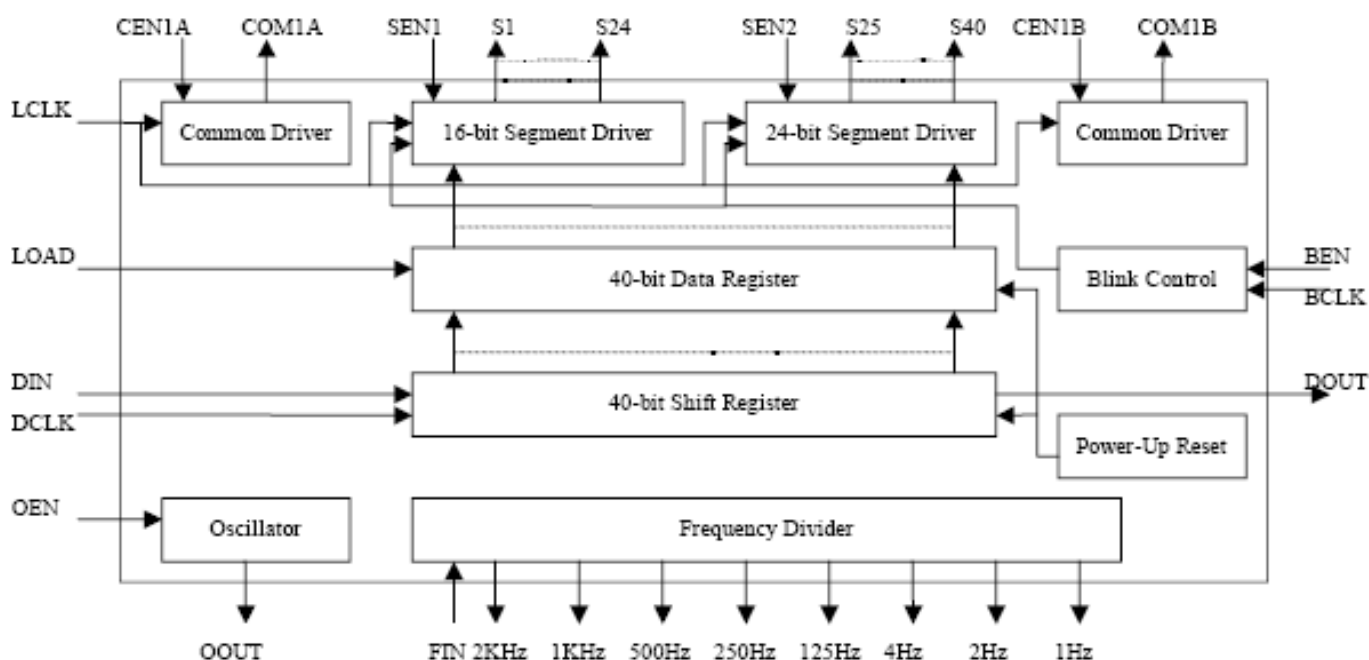 CEN1A COM1A SEN1 S1 S24 SEN2 S25 S40 CEN1B COM1B
LCLK
Common Driver 16-bit Segment Driver 24-bit Segment Driver Common Driver
LOAD
40-bit Data Register
Blink Control
BEN
BCLK
DIN
DCLK
40-bit Shift Register
DOUT
Power-Up Reset
OEN
Oscillator Frequency Divider
OOUT FIN 2KHz 1KHz 500Hz 250Hz 125Hz 4Hz 2Hz 1Hz